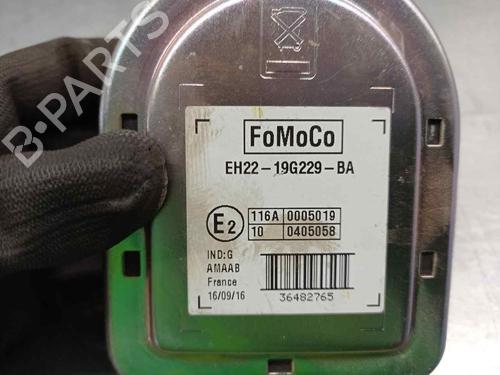 B-PARTS
FoMoCo
EH22-19G229-BA
E2
116A 0005019
10 0405058
IND:G
AMAAB
France
16/09/16
36482765